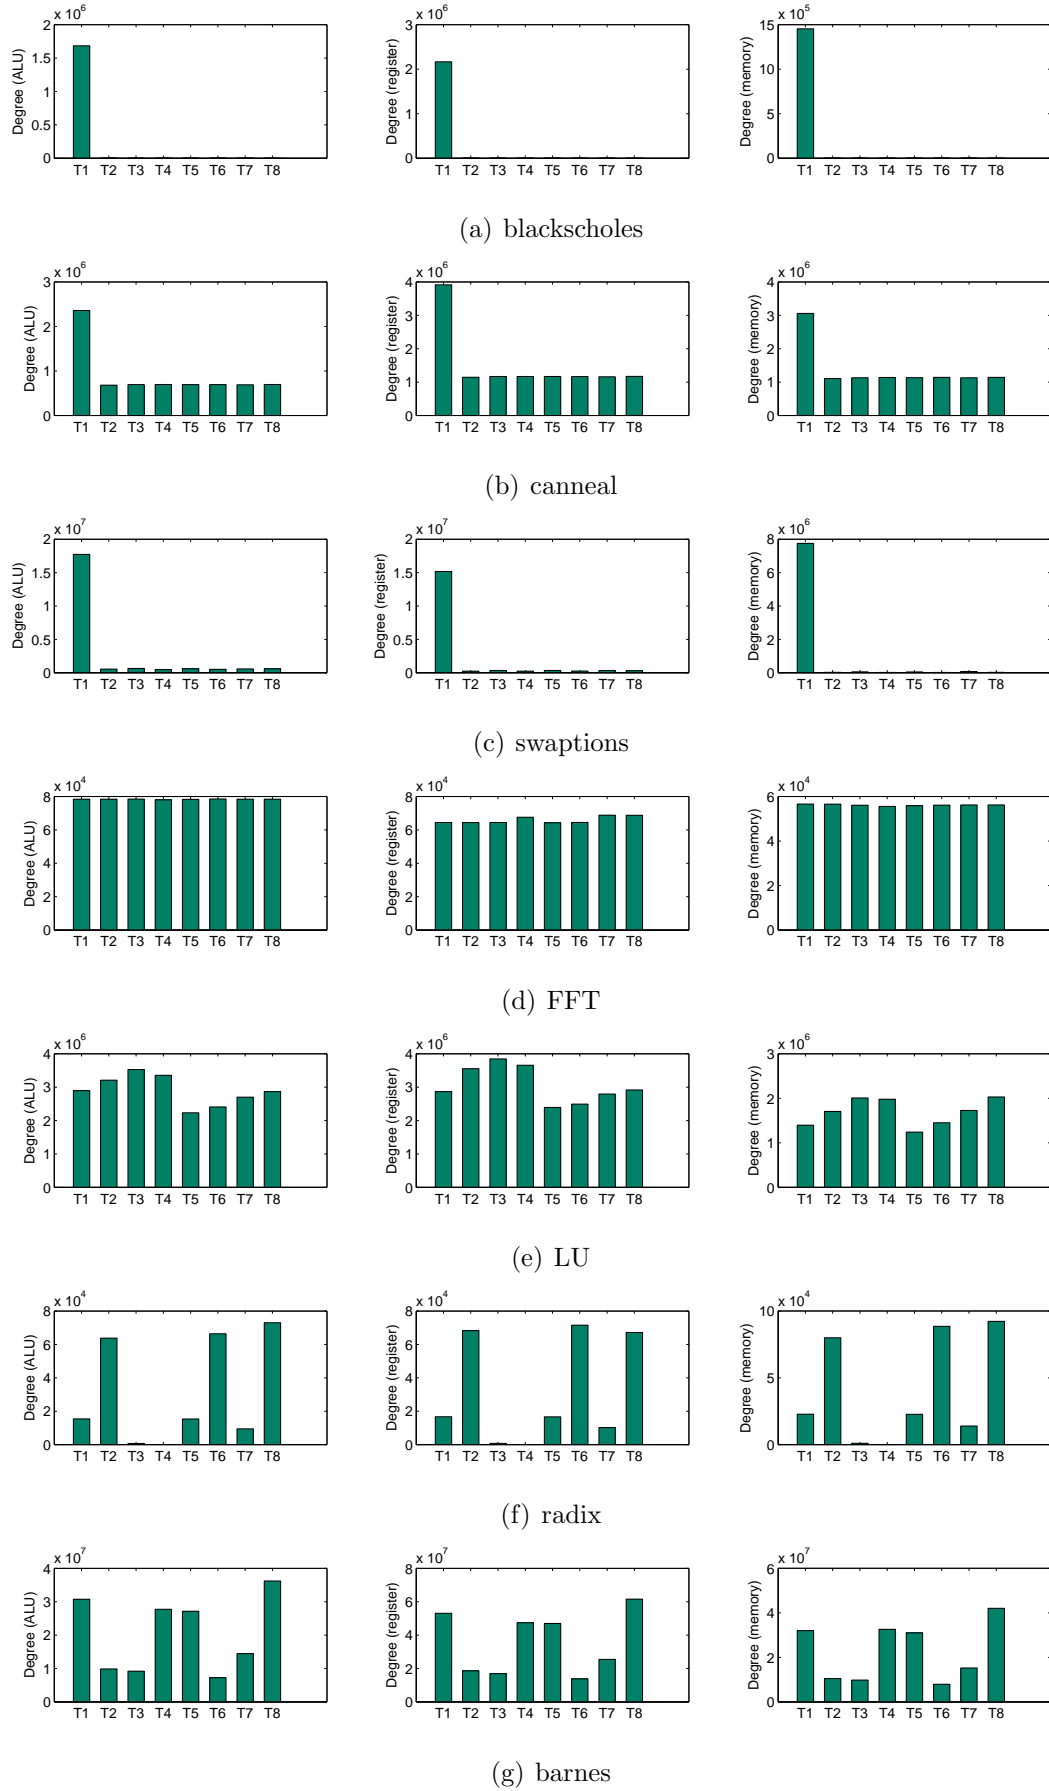 x 10^6
2
1.5
1
0.5
0
Degree (ALU)
T1 T2 T3 T4 T5 T6 T7 T8
x 10^6
3
2
1
0
Degree (register)
T1 T2 T3 T4 T5 T6 T7 T8
x 10^5
15
10
5
0
Degree (memory)
T1 T2 T3 T4 T5 T6 T7 T8
(a) blackscholes
x 10^6
3
2
1
0
Degree (ALU)
T1 T2 T3 T4 T5 T6 T7 T8
x 10^6
4
3
2
1
0
Degree (register)
T1 T2 T3 T4 T5 T6 T7 T8
x 10^6
4
3
2
1
0
Degree (memory)
T1 T2 T3 T4 T5 T6 T7 T8
(b) canneal
x 10^7
2
1.5
1
0.5
0
Degree (ALU)
T1 T2 T3 T4 T5 T6 T7 T8
x 10^7
2
1.5
1
0.5
0
Degree (register)
T1 T2 T3 T4 T5 T6 T7 T8
x 10^6
8
6
4
2
0
Degree (memory)
T1 T2 T3 T4 T5 T6 T7 T8
(c) swaptions
x 10^4
8
6
4
2
0
Degree (ALU)
T1 T2 T3 T4 T5 T6 T7 T8
x 10^4
8
6
4
2
0
Degree (register)
T1 T2 T3 T4 T5 T6 T7 T8
x 10^4
6
4
2
0
Degree (memory)
T1 T2 T3 T4 T5 T6 T7 T8
(d) FFT
x 10^6
4
3
2
1
0
Degree (ALU)
T1 T2 T3 T4 T5 T6 T7 T8
x 10^6
4
3
2
1
0
Degree (register)
T1 T2 T3 T4 T5 T6 T7 T8
x 10^6
3
2
1
0
Degree (memory)
T1 T2 T3 T4 T5 T6 T7 T8
(e) LU
x 10^4
8
6
4
2
0
Degree (ALU)
T1 T2 T3 T4 T5 T6 T7 T8
x 10^4
8
6
4
2
0
Degree (register)
T1 T2 T3 T4 T5 T6 T7 T8
x 10^4
10
5
0
Degree (memory)
T1 T2 T3 T4 T5 T6 T7 T8
(f) radix
x 10^7
4
3
2
1
0
Degree (ALU)
T1 T2 T3 T4 T5 T6 T7 T8
x 10^7
8
6
4
2
0
Degree (register)
T1 T2 T3 T4 T5 T6 T7 T8
x 10^7
6
4
2
0
Degree (memory)
T1 T2 T3 T4 T5 T6 T7 T8
(g) barnes